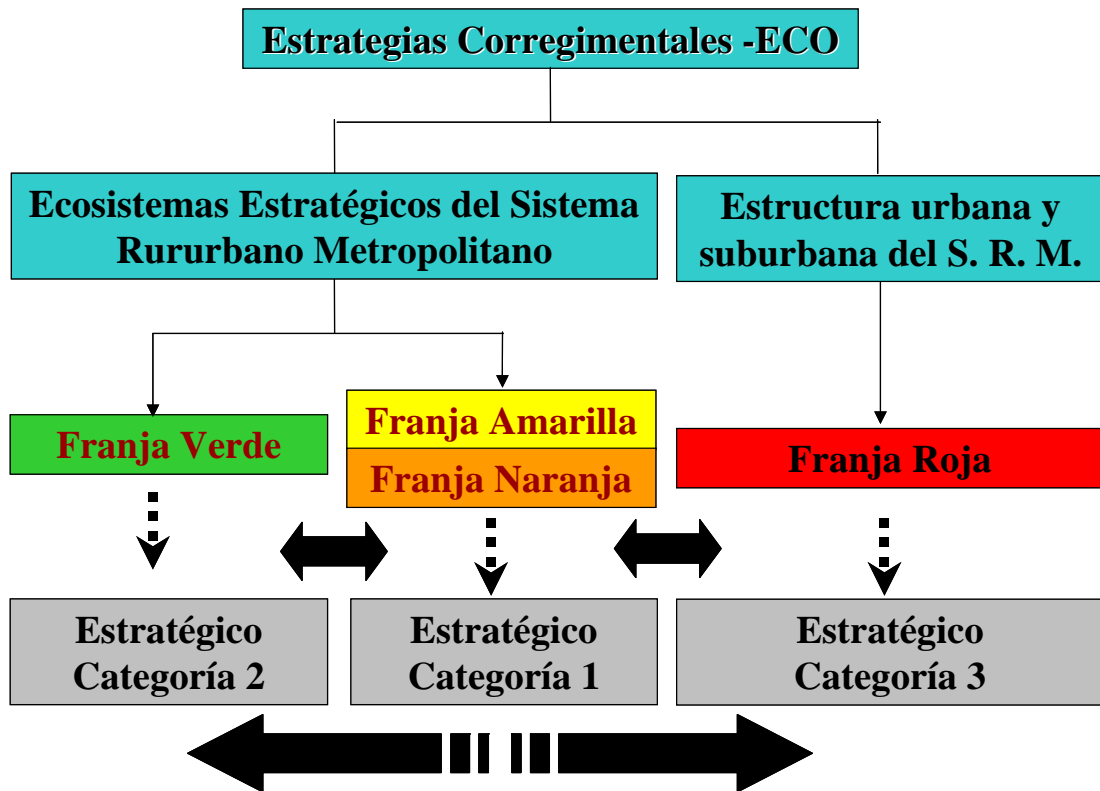 Estrategias Corregimentales -ECO
Ecosistemas Estratégicos del Sistema
Rururbano Metropolitano
Estructura urbana y
suburbana del S. R. M.
Franja Verde
Franja Amarilla
Franja Naranja
Franja Roja
Estratégico
Categoría 2
Estratégico
Categoría 1
Estratégico
Categoría 3